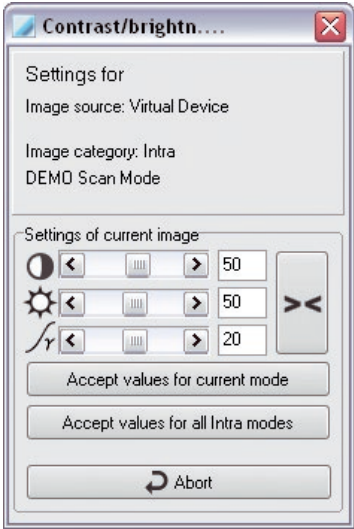 Contrast/brightn....
Settings for
Image source: Virtual Device
Image category: Intra
DEMO Scan Mode
Settings of current image
50
50
20
Accept values for current mode
Accept values for all Intra modes
Abort